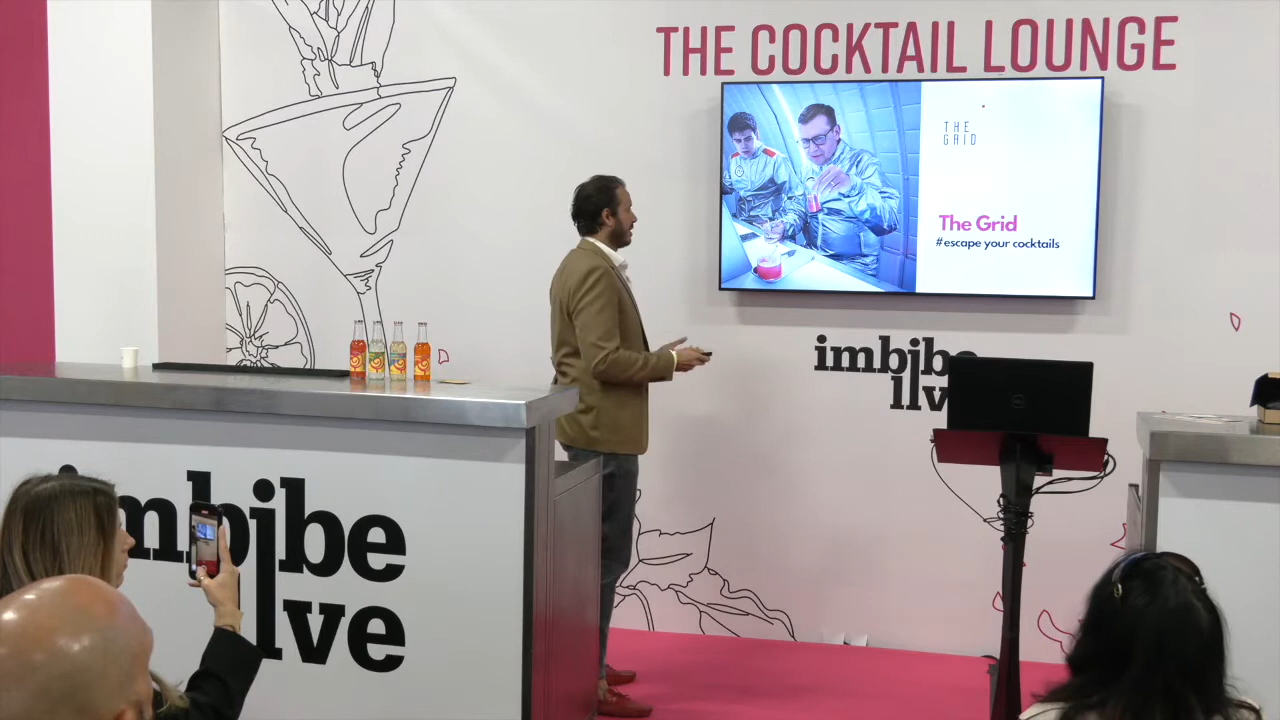 THE COCKTAIL LOUNGE
THE
GRID
The Grid
#escape your cocktails
imbibe
live
imbibe
live